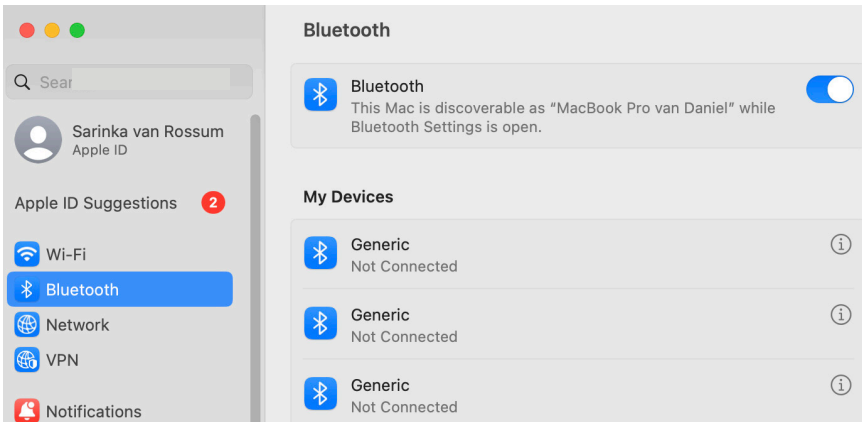 Bluetooth
Sear
Bluetooth
This Mac is discoverable as “MacBook Pro van Daniel” while
Bluetooth Settings is open.
Sarinka van Rossum
Apple ID
Apple ID Suggestions 2
My Devices
Wi-Fi
Bluetooth
Network
VPN
Notifications
Generic
Not Connected
Generic
Not Connected
Generic
Not Connected